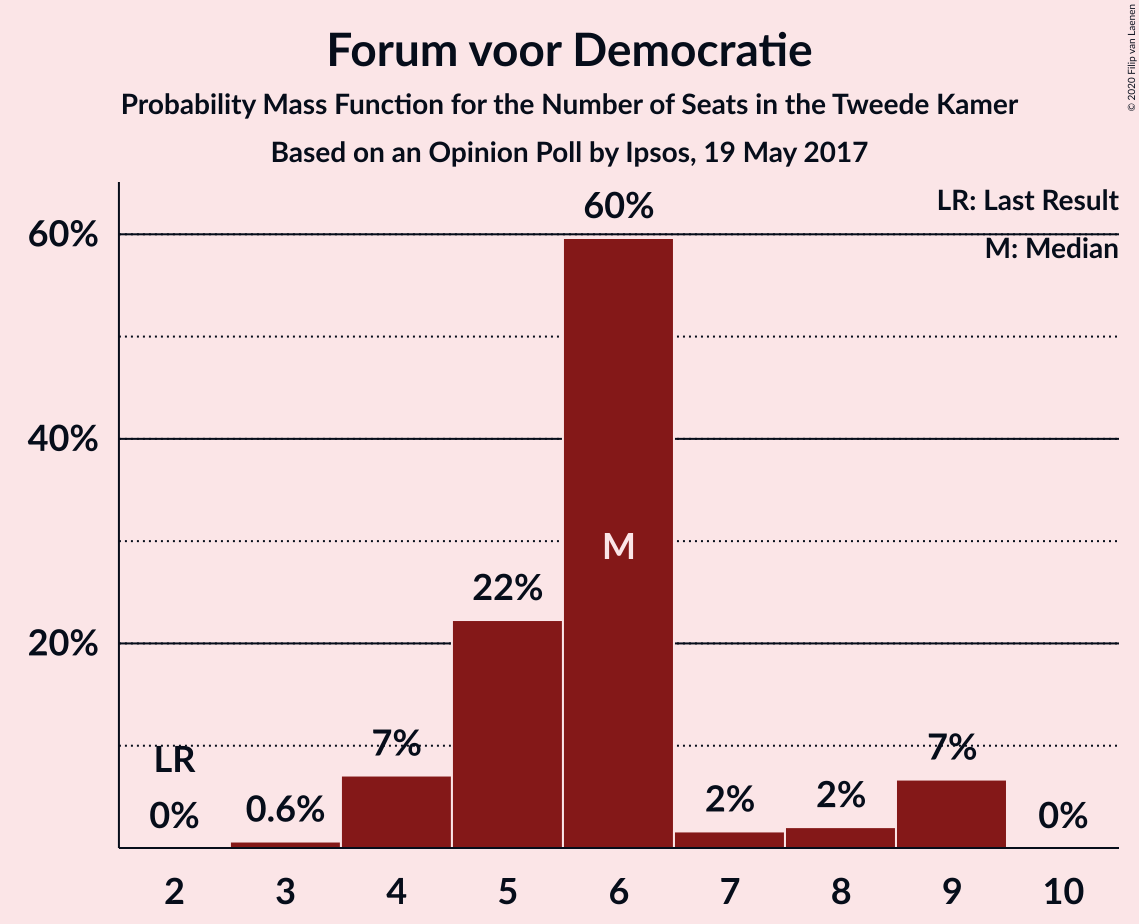 Forum voor Democratie
Probability Mass Function for the Number of Seats in the Tweede Kamer
Based on an Opinion Poll by Ipsos, 19 May 2017
© 2020 Filip van Laenen
LR: Last Result
M: Median
60%
40%
20%
LR
0%
0.6%
7%
22%
60%
M
2%
2%
7%
0%
2 3 4 5 6 7 8 9 10